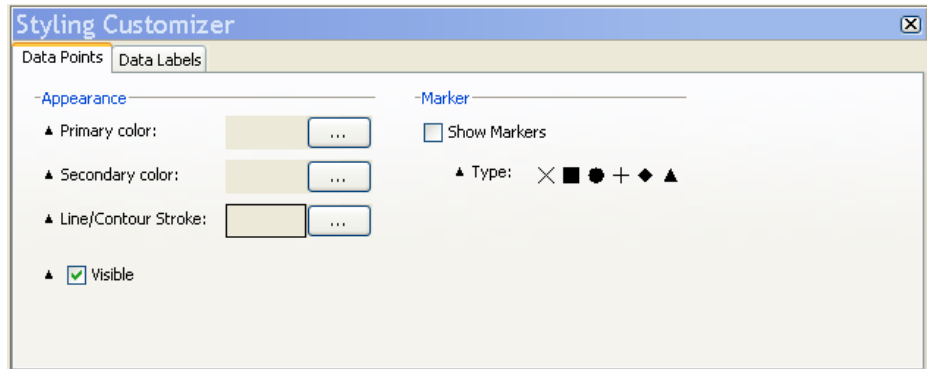 Styling Customizer
Data Points Data Labels
Appearance
Primary color: ...
Secondary color: ...
Line/Contour Stroke: ...
Visible
Marker
Show Markers
Type: